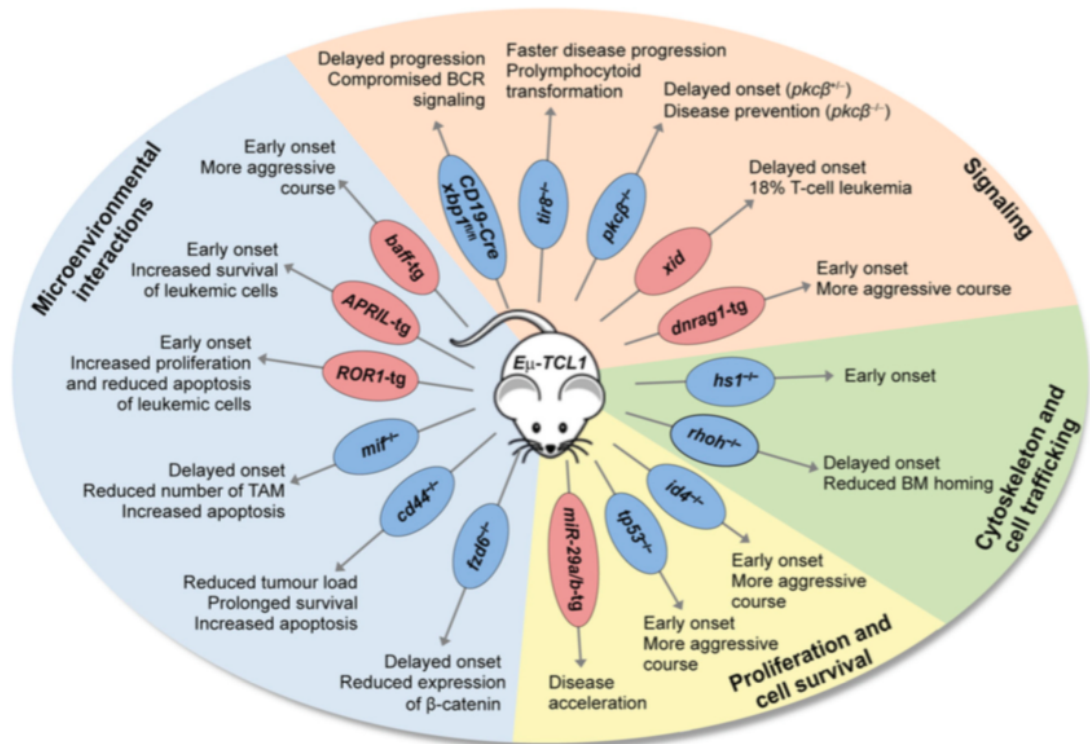 Delayed progression
Compromised BCR
signaling
Faster disease progression
Prolymphocytoid
transformation
Delayed onset (pkcβ⁺/⁻)
Disease prevention (pkcβ⁻/⁻)
Early onset
More aggressive
course
Delayed onset
18% T-cell leukemia
Early onset
Increased survival
of leukemic cells
Early onset
More aggressive course
Early onset
Increased proliferation
and reduced apoptosis
of leukemic cells
Early onset
Delayed onset
Reduced number of TAM
Increased apoptosis
Delayed onset
Reduced BM homing
Reduced tumour load
Prolonged survival
Increased apoptosis
Early onset
More aggressive
course
Early onset
More aggressive
course
Delayed onset
Reduced expression
of β-catenin
Disease
acceleration
Microenvironmental
interactions
Signaling
Cytoskeleton and
cell trafficking
Proliferation and
cell survival
CD19-Cre
xbp1fl/fl
tir8⁻/⁻
pkcβ⁻/⁻
xid
dnrag1-tg
hs1⁻/⁻
rhoh⁻/⁻
id4⁻/⁻
tp53⁻/⁻
miR-29a/b-tg
fzd6⁻/⁻
cd44⁻/⁻
mif⁻/⁻
ROR1-tg
APRIL-tg
baff-tg
Eμ-TCL1